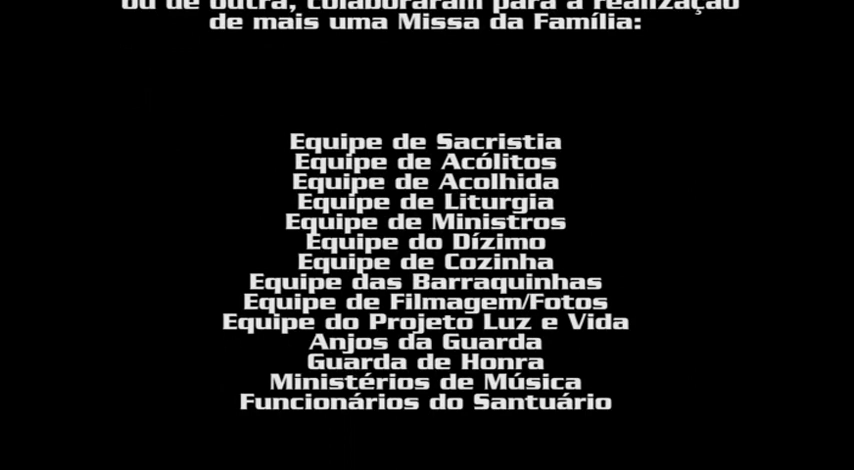 ou de outra, colaboraram para a realização
de mais uma Missa da Família:
Equipe de Sacristia
Equipe de Acólitos
Equipe de Acolhida
Equipe de Liturgia
Equipe de Ministros
Equipe do Dízimo
Equipe de Cozinha
Equipe das Barraquinhas
Equipe de Filmagem/Fotos
Equipe do Projeto Luz e Vida
Anjos da Guarda
Guarda de Honra
Ministérios de Música
Funcionários do Santuário